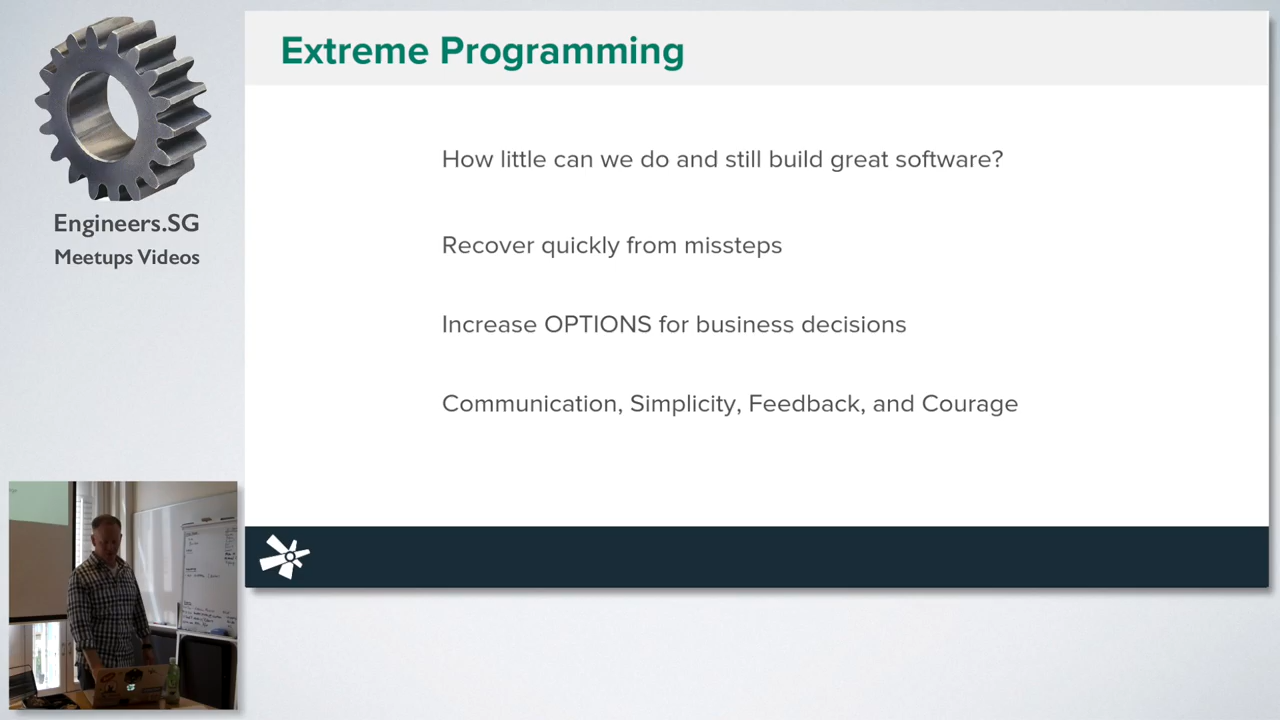 Engineers.SG
Meetups Videos
Extreme Programming
How little can we do and still build great software?
Recover quickly from missteps
Increase OPTIONS for business decisions
Communication, Simplicity, Feedback, and Courage